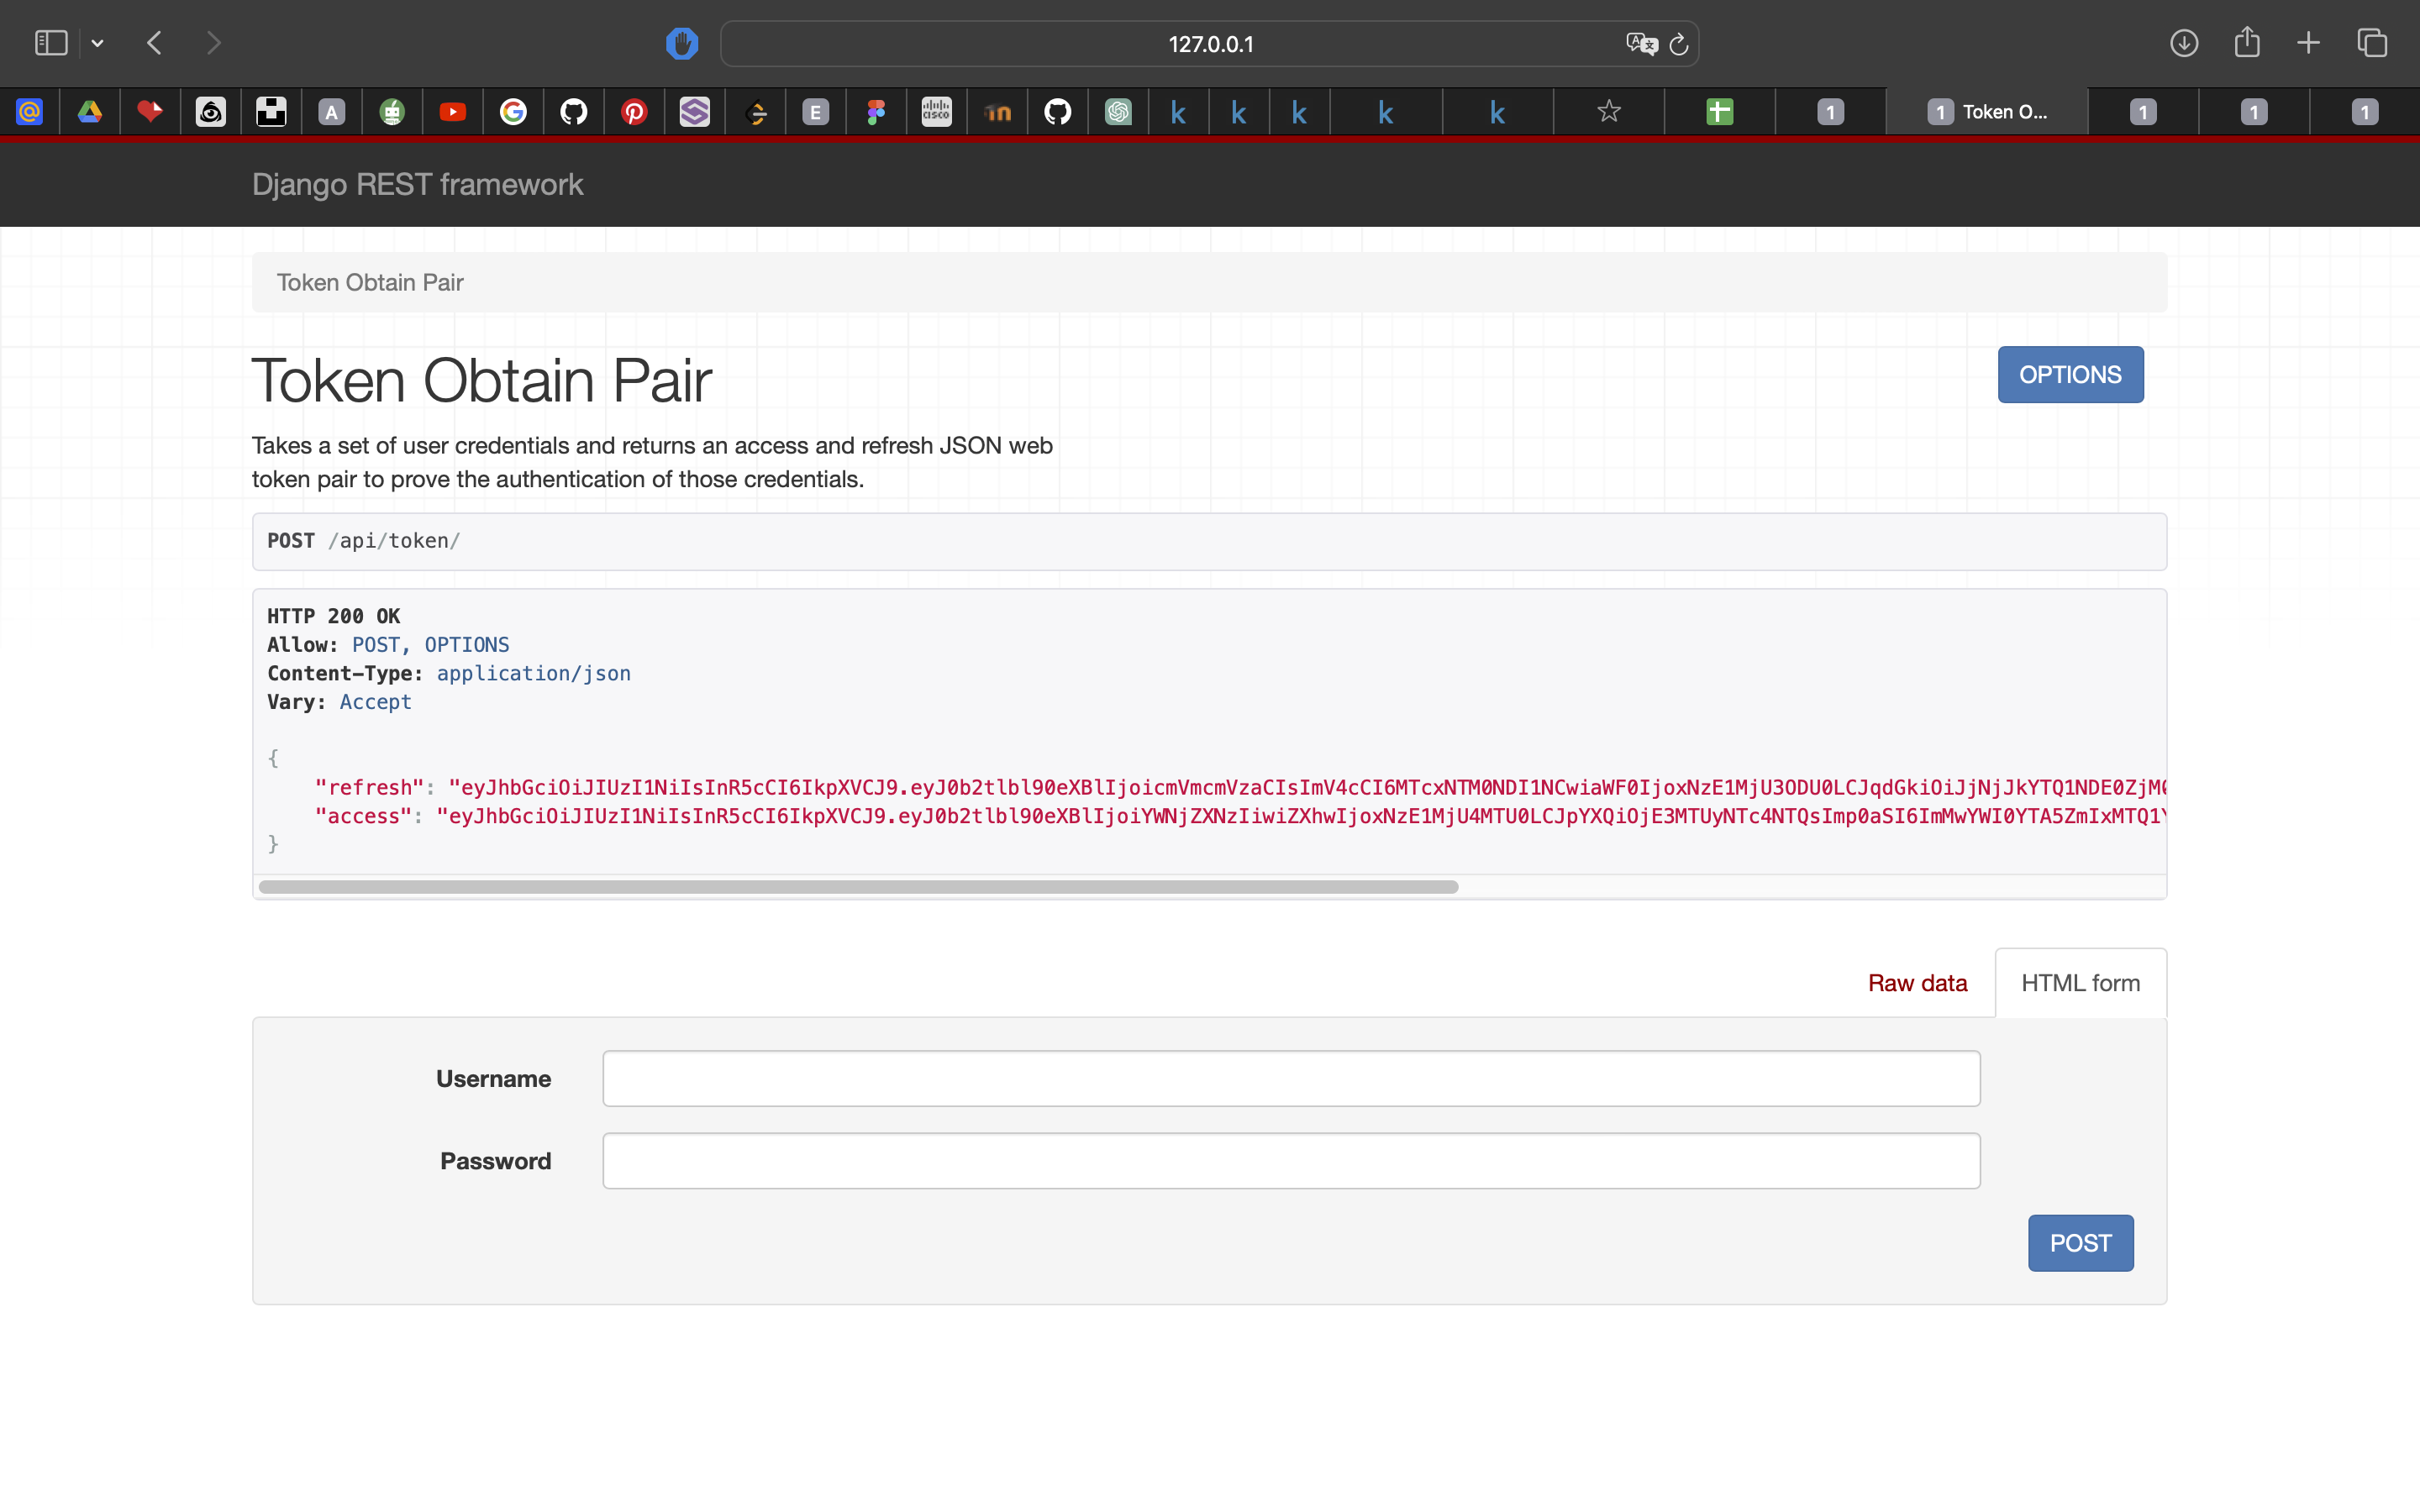 127.0.0.1
A
E
CISCO
1
1 Token O...
1
1
1
Django REST framework
Token Obtain Pair
Token Obtain Pair
OPTIONS
Takes a set of user credentials and returns an access and refresh JSON web
token pair to prove the authentication of those credentials.
POST /api/token/
HTTP 200 OK
Allow: POST, OPTIONS
Content-Type: application/json
Vary: Accept
{
"refresh": "eyJhbGciOiJIUzI1NiIsInR5cCI6IkpXVCJ9.eyJ0b2tlbl90eXBlIjoicmVmcmVzaCIsImV4cCI6MTcxNTM0NDI1NCwiaWF0IjoxNzE1MjU3ODU0LCJqdGkiOiJjNjJkYTQ1NDE0ZjM
"access": "eyJhbGciOiJIUzI1NiIsInR5cCI6IkpXVCJ9.eyJ0b2tlbl90eXBlIjoiYWNjZXNzIiwiZXhwIjoxNzE1MjU4MTU0LCJpYXQiOjE3MTUyNTc4NTQsImp0aSI6ImMwYWI0YTA5ZmIxMTQ1
}
Raw data
HTML form
Username
Password
POST